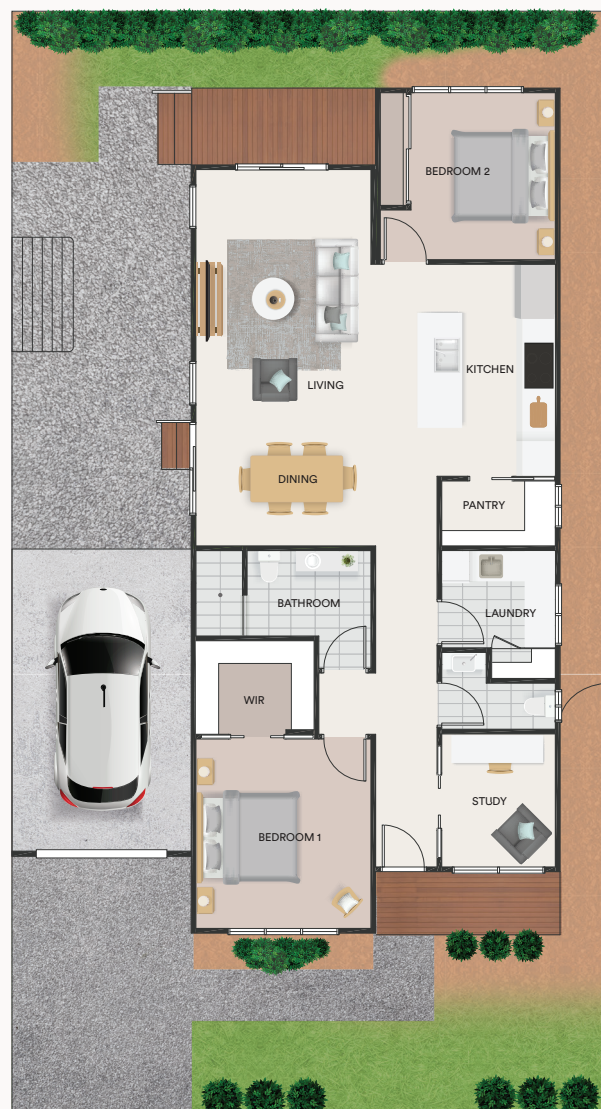 BEDROOM 2
KITCHEN
LIVING
DINING
PANTRY
BATHROOM
LAUNDRY
WIR
STUDY
BEDROOM 1